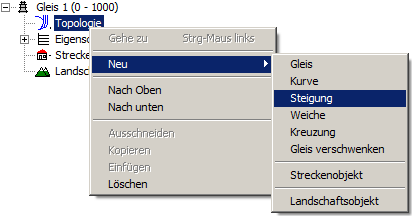 Gleis 1 (0 - 1000)
Topologie
Eigensc
Strecke
Landsch
Gehe zu Strg-Maus links
Neu
Nach Oben
Nach unten
Ausschneiden
Kopieren
Einfügen
Löschen
Gleis
Kurve
Steigung
Weiche
Kreuzung
Gleis verschwenken
Streckenobjekt
Landschaftsobjekt